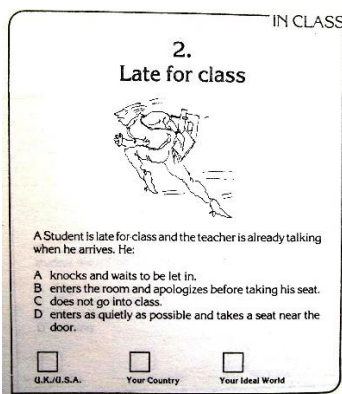 IN CLASS
2.
Late for class
A Student is late for class and the teacher is already talking
when he arrives. He:
A knocks and waits to be let in.
B enters the room and apologizes before taking his seat.
C does not go into class.
D enters as quietly as possible and takes a seat near the
door.
U.K./U.S.A. Your Country Your Ideal World